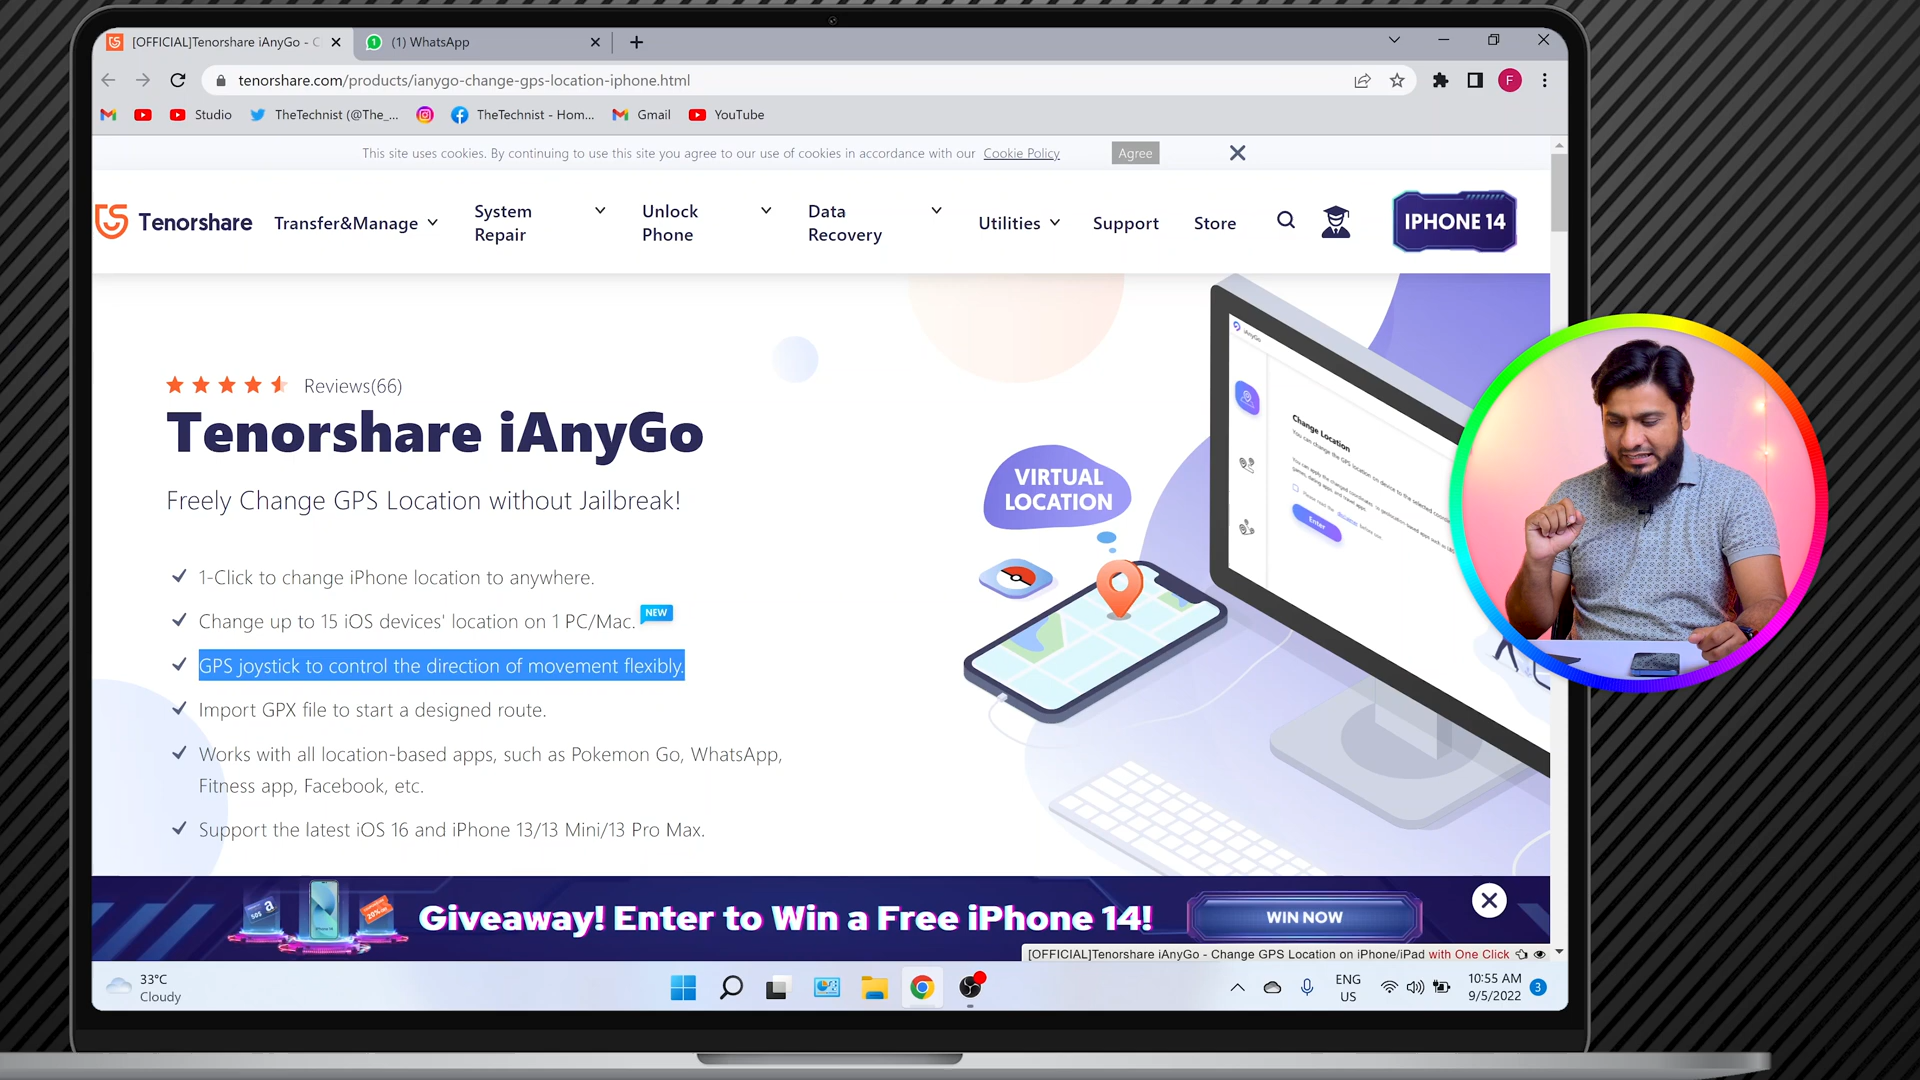 [OFFICIAL]Tenorshare iAnyGo - C
(1) WhatsApp
tenorshare.com/products/ianygo-change-gps-location-iphone.html
F
Studio
TheTechnist (@The_...
TheTechnist - Hom...
Gmail
YouTube
This site uses cookies. By continuing to use this site you agree to our use of cookies in accordance with our Cookie Policy
Agree
Tenorshare
Transfer&Manage
System Repair
Unlock Phone
Data Recovery
Utilities
Support
Store
IPHONE 14
Reviews(66)
Tenorshare iAnyGo
Freely Change GPS Location without Jailbreak!
1-Click to change iPhone location to anywhere.
Change up to 15 iOS devices' location on 1 PC/Mac.
NEW
GPS joystick to control the direction of movement flexibly.
Import GPX file to start a designed route.
Works with all location-based apps, such as Pokemon Go, WhatsApp,
Fitness app, Facebook, etc.
Support the latest iOS 16 and iPhone 13/13 Mini/13 Pro Max.
VIRTUAL
LOCATION
iAnyGo
Change Location
Enter
Giveaway! Enter to Win a Free iPhone 14!
WIN NOW
[OFFICIAL]Tenorshare iAnyGo - Change GPS Location on iPhone/iPad with One Click
33°C
Cloudy
ENG
US
10:55 AM
9/5/2022
3